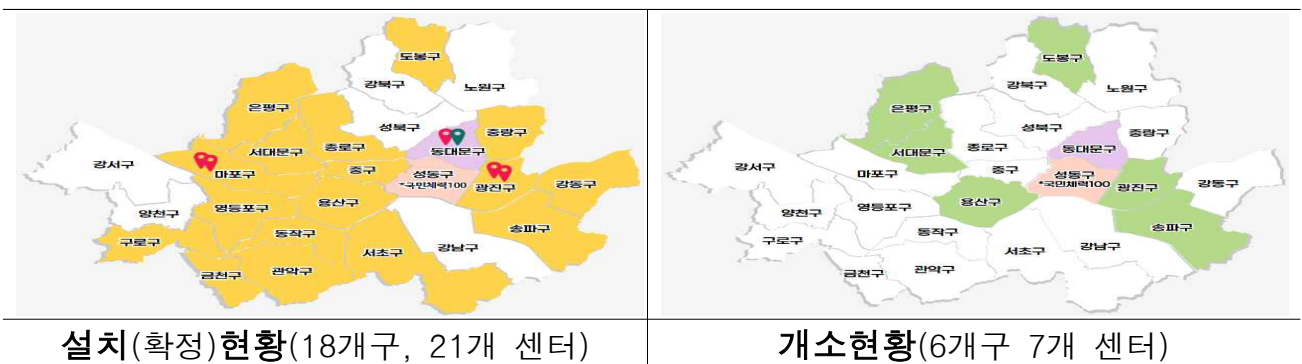 도봉구
강북구
노원구
은평구
성북구
중랑구
동대문구
서대문구
종로구
강서구
마포구
중구
성동구
*국민체력100
광진구
강동구
양천구
영등포구
용산구
송파구
구로구
동작구
서초구
강남구
금천구
관악구
설치(확정)현황(18개구, 21개 센터)
도봉구
강북구
노원구
은평구
성북구
중랑구
서대문구
종로구
동대문구
강서구
마포구
중구
성동구
*국민체력100
광진구
강동구
양천구
영등포구
용산구
송파구
구로구
동작구
서초구
강남구
금천구
관악구
개소현황(6개구 7개 센터)